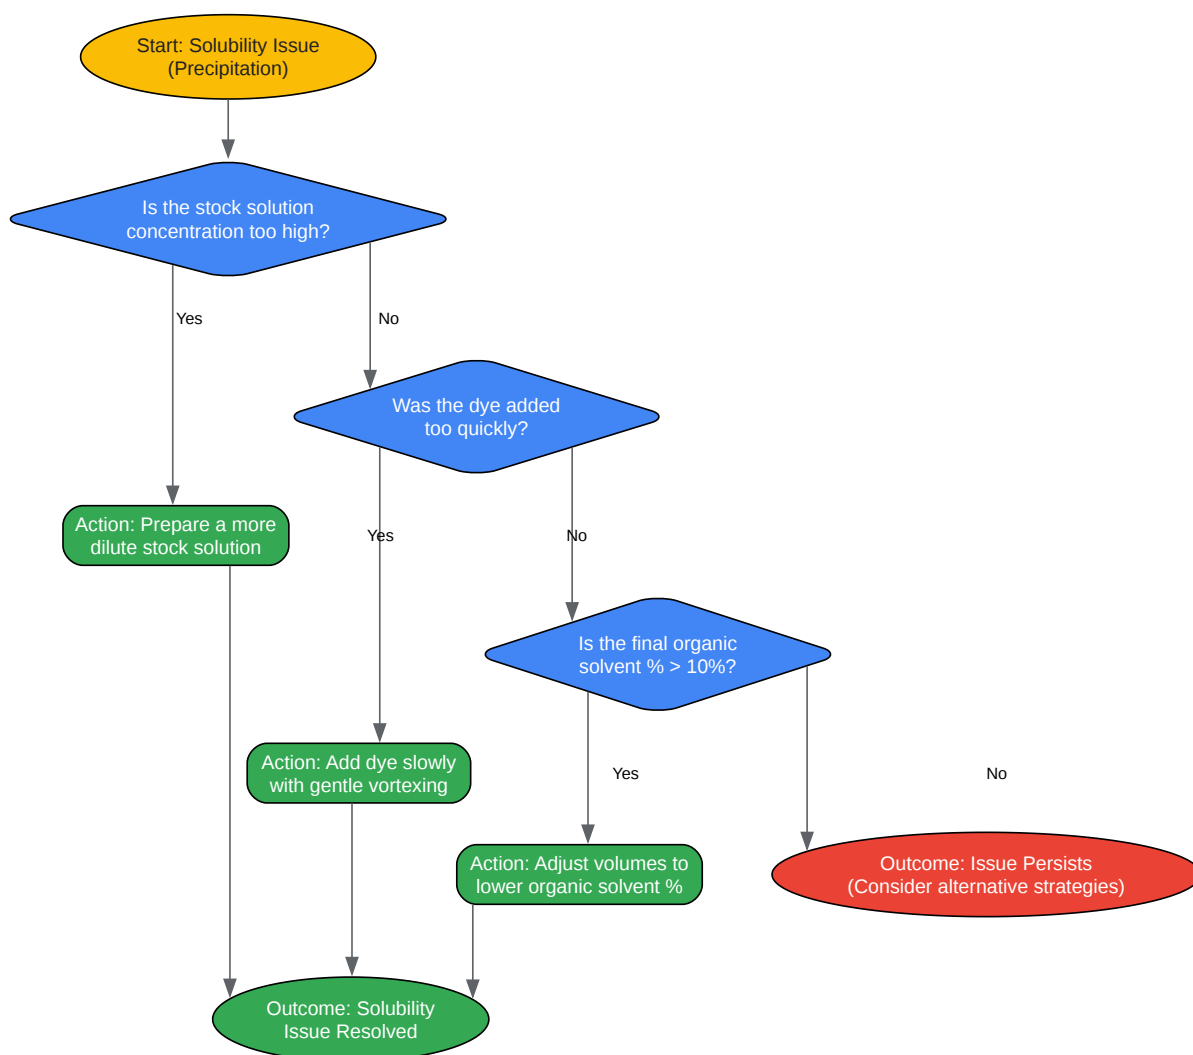 Start: Solubility Issue
(Precipitation)
Is the stock solution
concentration too high?
Yes
No
Was the dye added
too quickly?
Action: Prepare a more
dilute stock solution
Yes
No
Is the final organic
solvent % > 10%?
Action: Add dye slowly
with gentle vortexing
Yes
No
Action: Adjust volumes to
lower organic solvent %
Outcome: Issue Persists
(Consider alternative strategies)
Outcome: Solubility
Issue Resolved